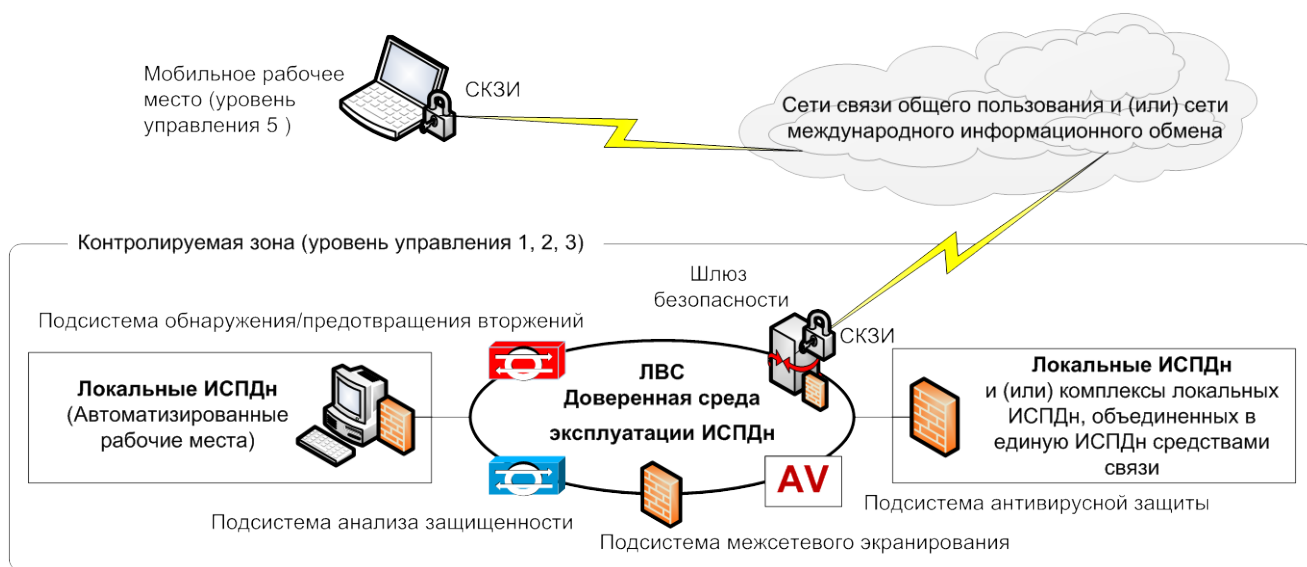 Мобильное рабочее
место (уровень
управления 5 )
СКЗИ
Сети связи общего пользования и (или) сети
международного информационного обмена
Контролируемая зона (уровень управления 1, 2, 3)
Шлюз
безопасности
СКЗИ
Подсистема обнаружения/предотвращения вторжений
Локальные ИСПДн
(Автоматизированные
рабочие места)
ЛВС
Доверенная среда
эксплуатации ИСПДн
Локальные ИСПДн
и (или) комплексы локальных
ИСПДн, объединенных в
единую ИСПДн средствами
связи
AV
Подсистема антивирусной защиты
Подсистема анализа защищенности
Подсистема межсетевого экранирования